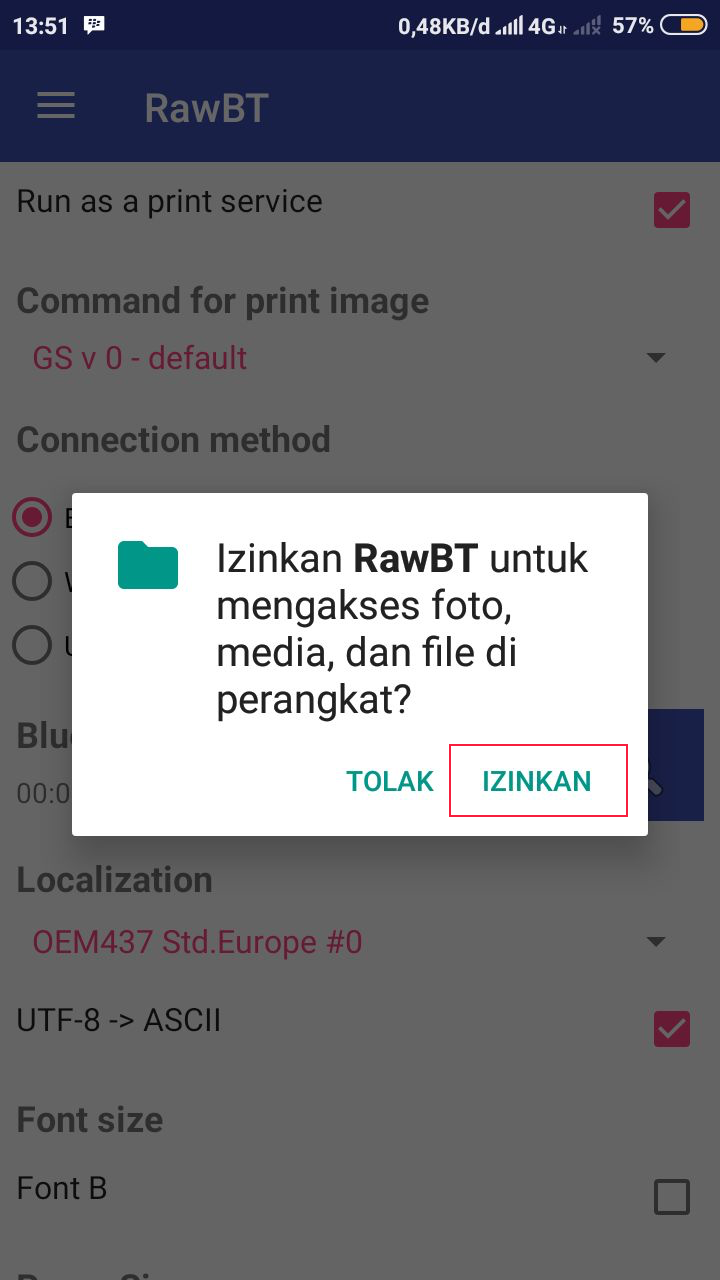 13:51 0,48KB/d 4G 57%
RawBT
Run as a print service
Command for print image
GS v 0 - default
Connection method
Izinkan RawBT untuk
mengakses foto,
media, dan file di
perangkat?
TOLAK IZINKAN
00:0
Localization
OEM437 Std.Europe #0
UTF-8 -> ASCII
Font size
Font B